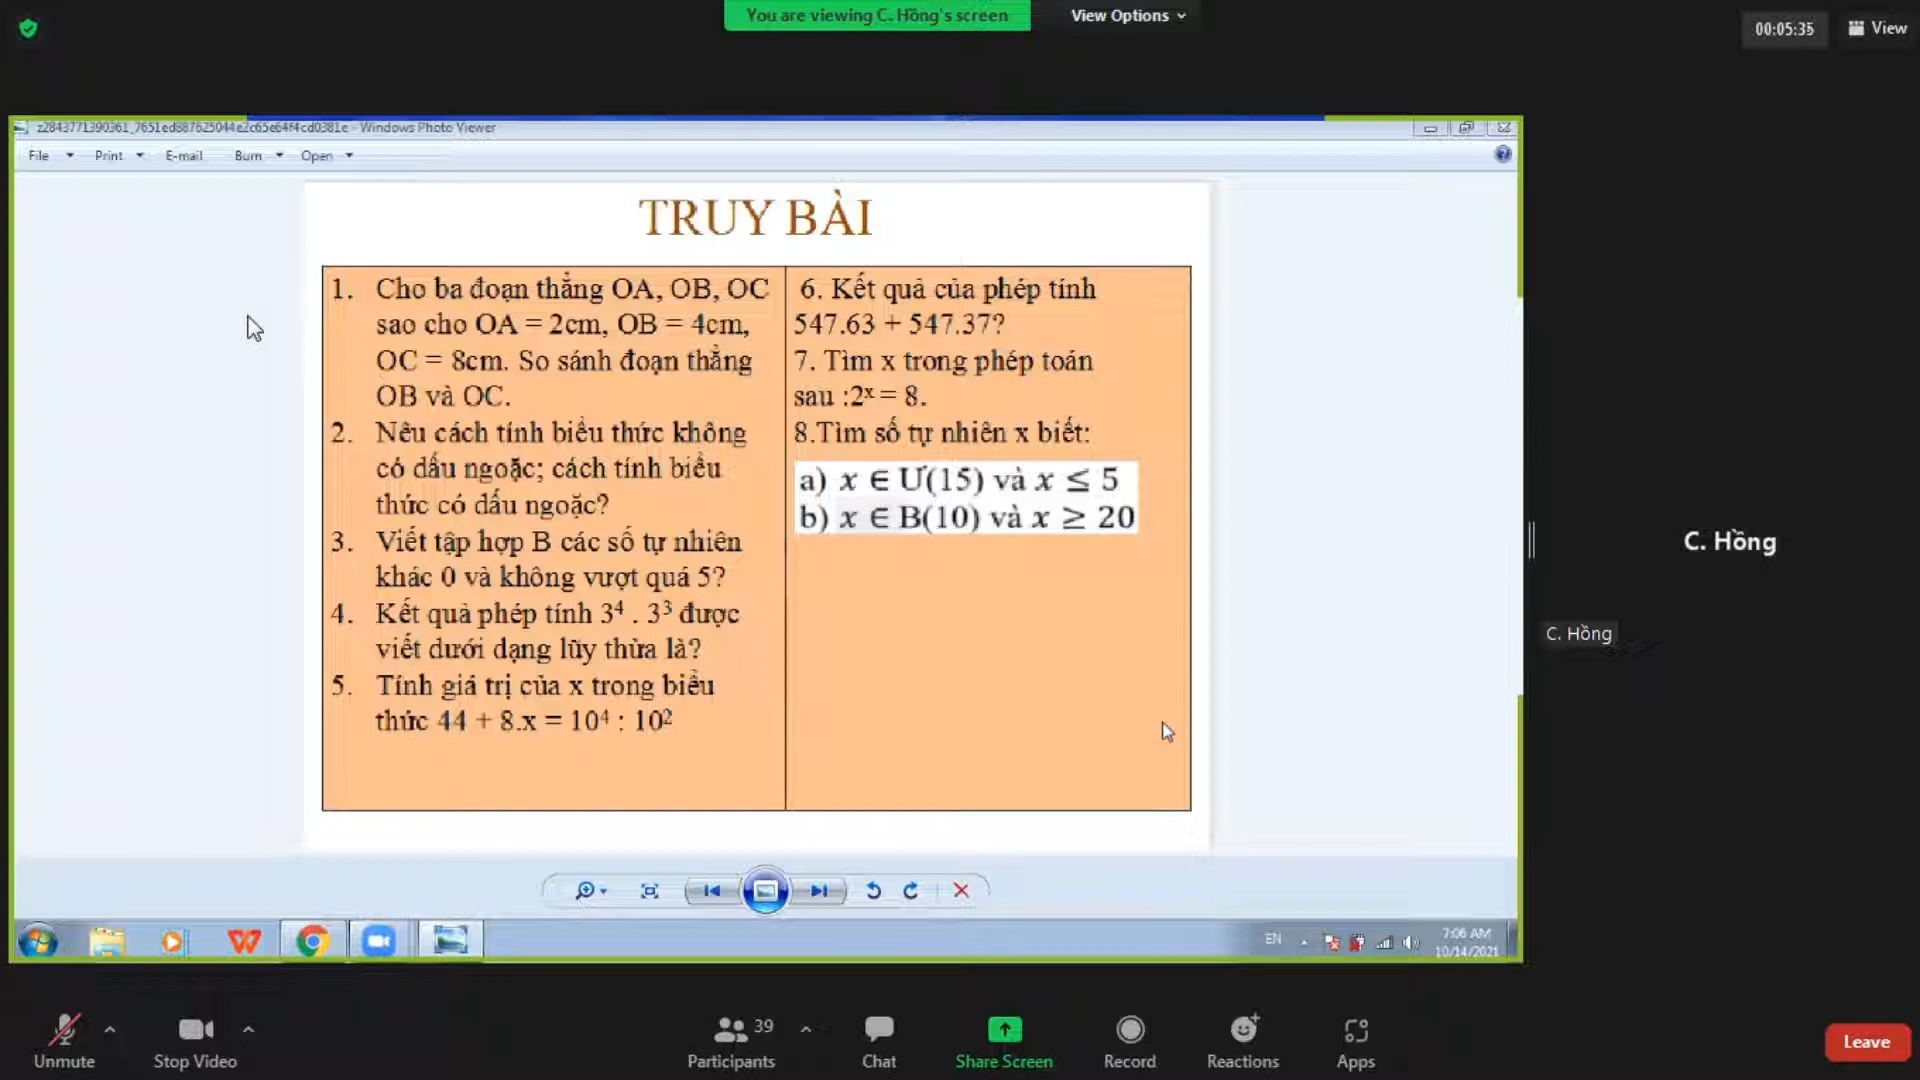 You are viewing C. Hồng's screen
View Options
00:05:35
View
z2843771390361_7651ed887625044e2c65e64f4cd0381e - Windows Photo Viewer
File Print E-mail Burn Open
TRUY BÀI
1. Cho ba đoạn thẳng OA, OB, OC
sao cho OA = 2cm, OB = 4cm,
OC = 8cm. So sánh đoạn thẳng
OB và OC.
2. Nêu cách tính biểu thức không
có dấu ngoặc; cách tính biểu
thức có dấu ngoặc?
3. Viết tập hợp B các số tự nhiên
khác 0 và không vượt quá 5?
4. Kết quả phép tính 3⁴ . 3³ được
viết dưới dạng lũy thừa là?
5. Tính giá trị của x trong biểu
thức 44 + 8.x = 10⁴ : 10²
6. Kết quả của phép tính
547.63 + 547.37?
7. Tìm x trong phép toán
sau :2ˣ = 8.
8.Tìm số tự nhiên x biết:
a) x ∈ Ư(15) và x ≤ 5
b) x ∈ B(10) và x ≥ 20
C. Hồng
C. Hồng
EN
7:06 AM
10/14/2021
Unmute
Stop Video
39
Participants
Chat
Share Screen
Record
Reactions
Apps
Leave